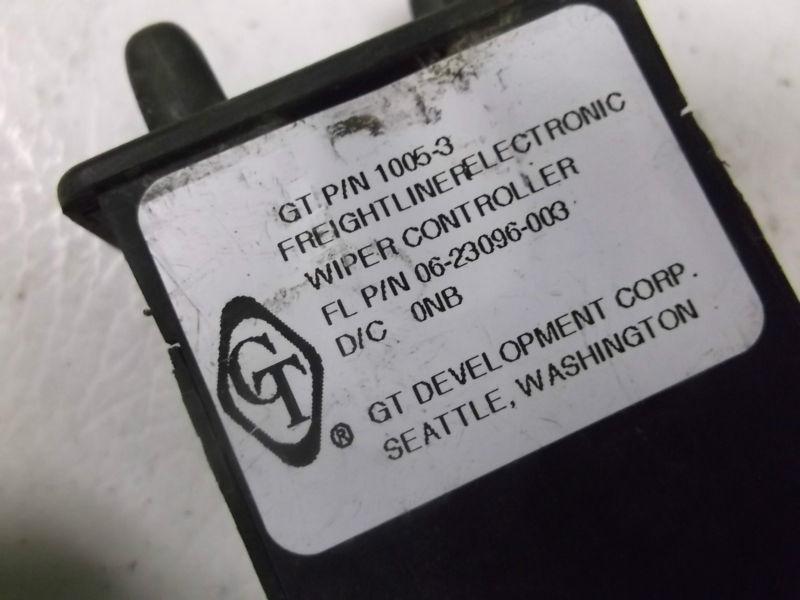 GT P/N 1005-3
FREIGHTLINER ELECTRONIC
WIPER CONTROLLER
FL P/N 06-23096-003
D/C 0NB
GT ® GT DEVELOPMENT CORP.
SEATTLE, WASHINGTON